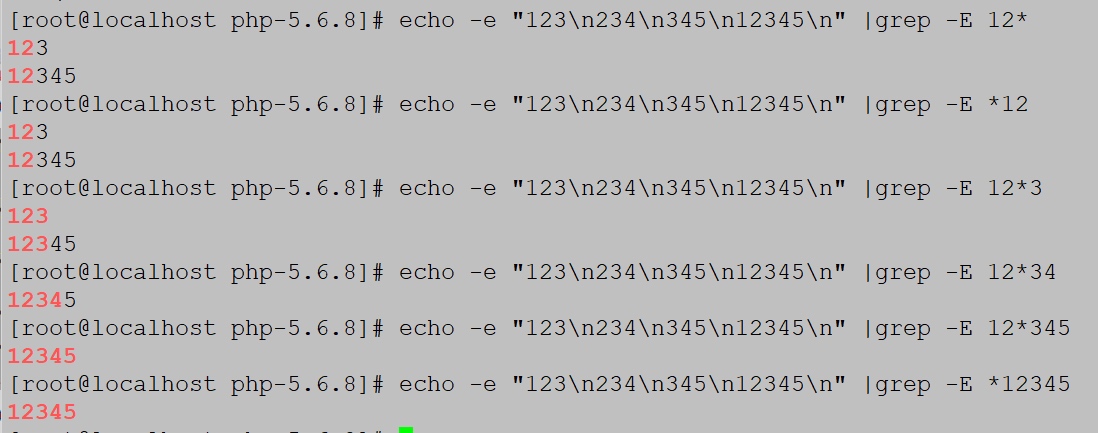 [root@localhost php-5.6.8]# echo -e "123\n234\n345\n12345\n" |grep -E 12*
123
12345
[root@localhost php-5.6.8]# echo -e "123\n234\n345\n12345\n" |grep -E *12
123
12345
[root@localhost php-5.6.8]# echo -e "123\n234\n345\n12345\n" |grep -E 12*3
123
12345
[root@localhost php-5.6.8]# echo -e "123\n234\n345\n12345\n" |grep -E 12*34
12345
[root@localhost php-5.6.8]# echo -e "123\n234\n345\n12345\n" |grep -E 12*345
12345
[root@localhost php-5.6.8]# echo -e "123\n234\n345\n12345\n" |grep -E *12345
12345